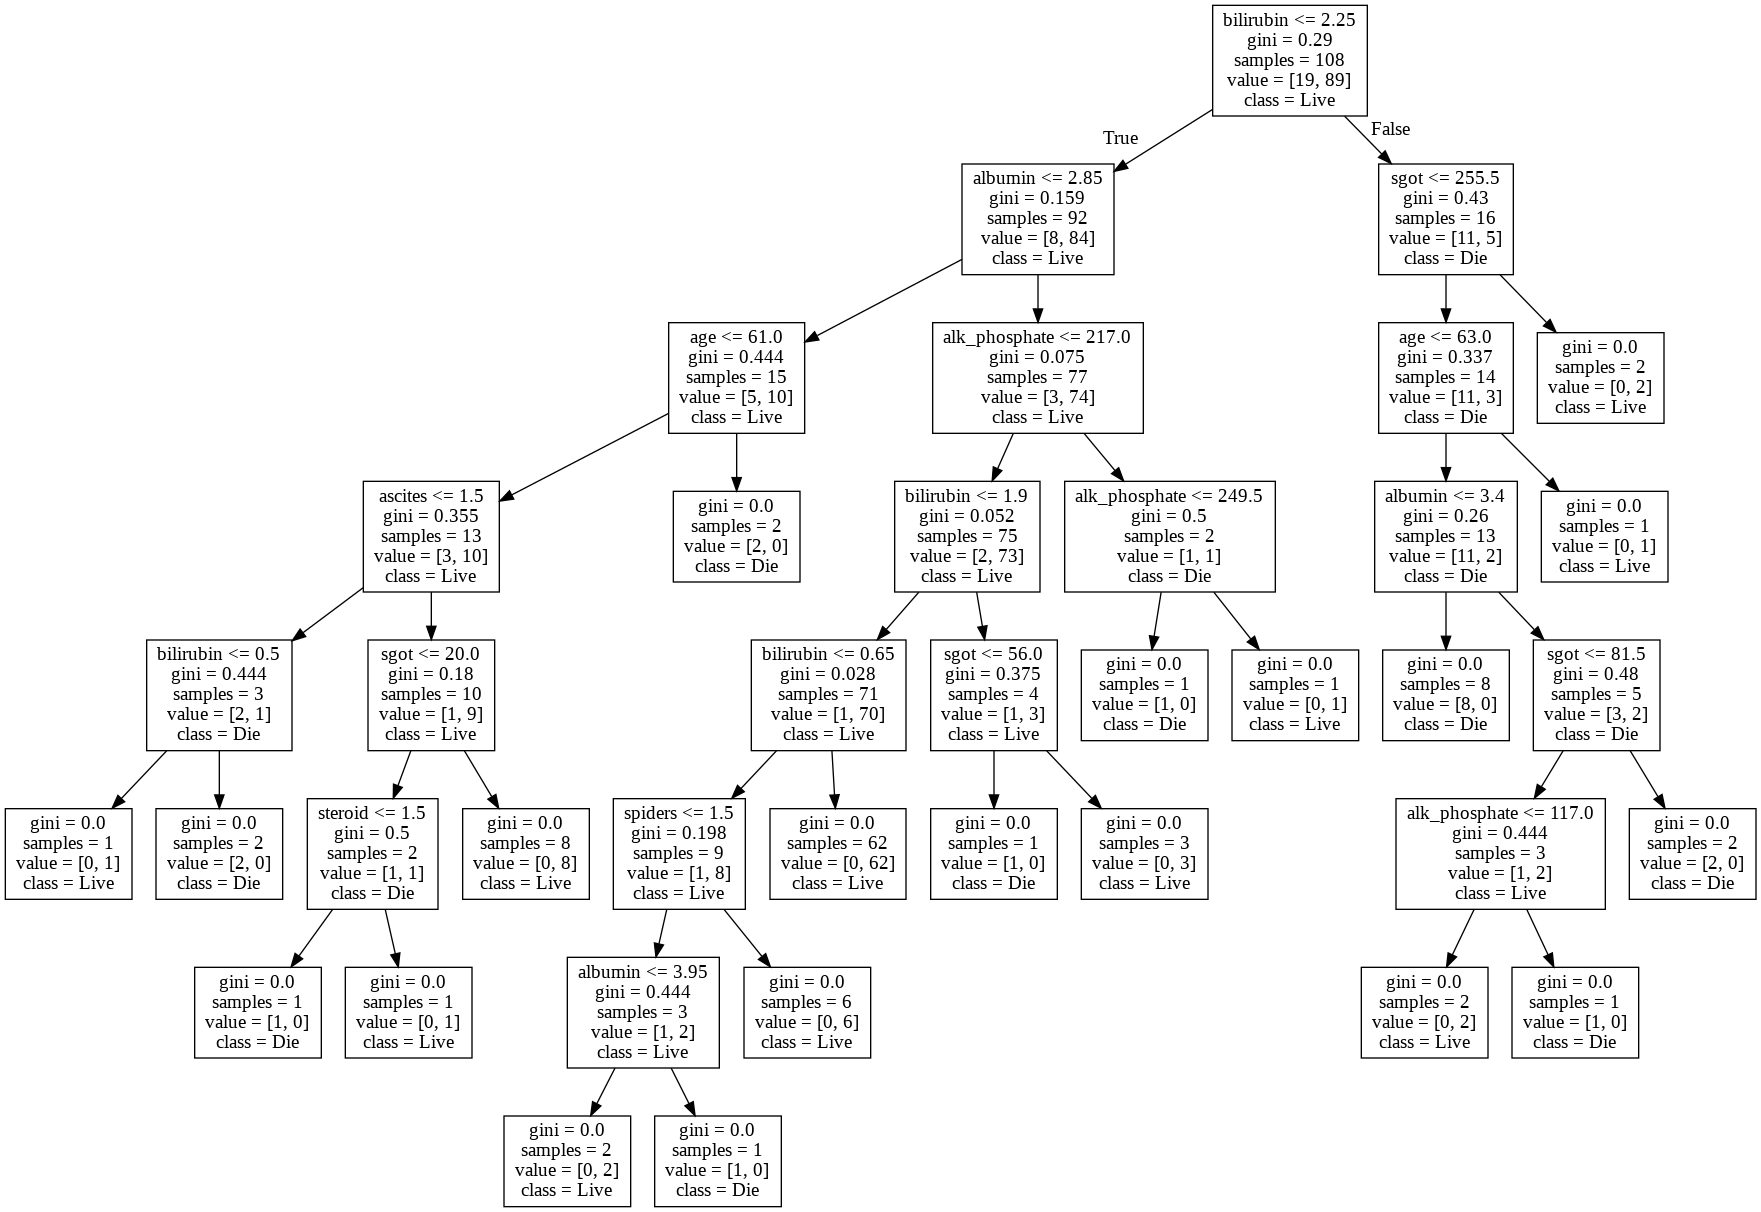 bilirubin <= 2.25
gini = 0.29
samples = 108
value = [19, 89]
class = Live
True
False
albumin <= 2.85
gini = 0.159
samples = 92
value = [8, 84]
class = Live
sgot <= 255.5
gini = 0.43
samples = 16
value = [11, 5]
class = Die
age <= 61.0
gini = 0.444
samples = 15
value = [5, 10]
class = Live
alk_phosphate <= 217.0
gini = 0.075
samples = 77
value = [3, 74]
class = Live
age <= 63.0
gini = 0.337
samples = 14
value = [11, 3]
class = Die
gini = 0.0
samples = 2
value = [0, 2]
class = Live
ascites <= 1.5
gini = 0.355
samples = 13
value = [3, 10]
class = Live
gini = 0.0
samples = 2
value = [2, 0]
class = Die
bilirubin <= 1.9
gini = 0.052
samples = 75
value = [2, 73]
class = Live
alk_phosphate <= 249.5
gini = 0.5
samples = 2
value = [1, 1]
class = Die
albumin <= 3.4
gini = 0.26
samples = 13
value = [11, 2]
class = Die
gini = 0.0
samples = 1
value = [0, 1]
class = Live
bilirubin <= 0.5
gini = 0.444
samples = 3
value = [2, 1]
class = Die
sgot <= 20.0
gini = 0.18
samples = 10
value = [1, 9]
class = Live
bilirubin <= 0.65
gini = 0.028
samples = 71
value = [1, 70]
class = Live
sgot <= 56.0
gini = 0.375
samples = 4
value = [1, 3]
class = Live
gini = 0.0
samples = 1
value = [1, 0]
class = Die
gini = 0.0
samples = 1
value = [0, 1]
class = Live
gini = 0.0
samples = 8
value = [8, 0]
class = Die
sgot <= 81.5
gini = 0.48
samples = 5
value = [3, 2]
class = Die
gini = 0.0
samples = 1
value = [0, 1]
class = Live
gini = 0.0
samples = 2
value = [2, 0]
class = Die
steroid <= 1.5
gini = 0.5
samples = 2
value = [1, 1]
class = Die
gini = 0.0
samples = 8
value = [0, 8]
class = Live
spiders <= 1.5
gini = 0.198
samples = 9
value = [1, 8]
class = Live
gini = 0.0
samples = 62
value = [0, 62]
class = Live
gini = 0.0
samples = 1
value = [1, 0]
class = Die
gini = 0.0
samples = 3
value = [0, 3]
class = Live
alk_phosphate <= 117.0
gini = 0.444
samples = 3
value = [1, 2]
class = Live
gini = 0.0
samples = 2
value = [2, 0]
class = Die
gini = 0.0
samples = 1
value = [1, 0]
class = Die
gini = 0.0
samples = 1
value = [0, 1]
class = Live
albumin <= 3.95
gini = 0.444
samples = 3
value = [1, 2]
class = Live
gini = 0.0
samples = 6
value = [0, 6]
class = Live
gini = 0.0
samples = 2
value = [0, 2]
class = Live
gini = 0.0
samples = 1
value = [1, 0]
class = Die
gini = 0.0
samples = 2
value = [0, 2]
class = Live
gini = 0.0
samples = 1
value = [1, 0]
class = Die